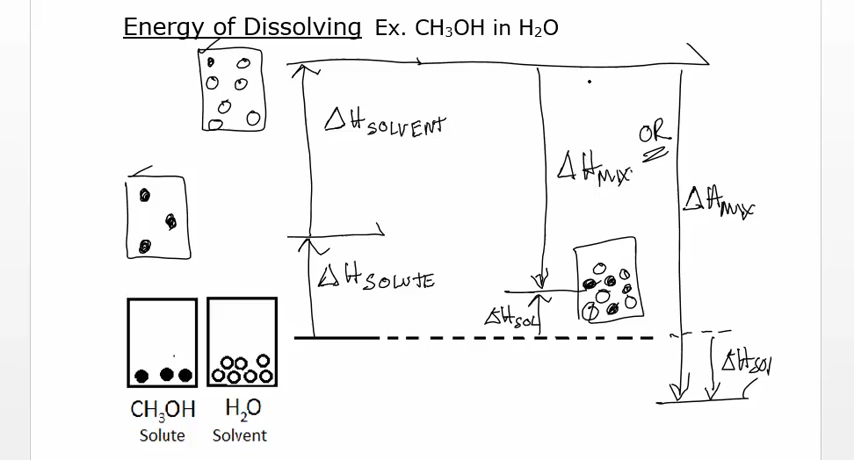 Energy of Dissolving Ex. CH₃OH in H₂O
ΔH SOLVENT
ΔH MIX
OR
ΔH MIX
ΔH SOLUTE
ΔH SOL
ΔH SOL
CH₃OH H₂O
Solute Solvent